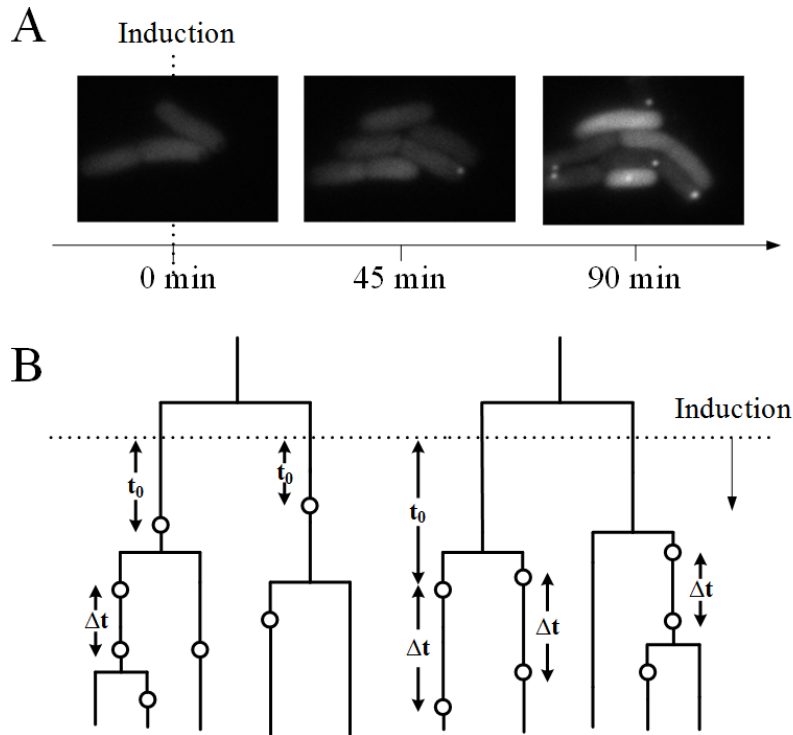 A
Induction
0 min
45 min
90 min
B
Induction
t₀
t₀
t₀
Δt
Δt
Δt
Δt